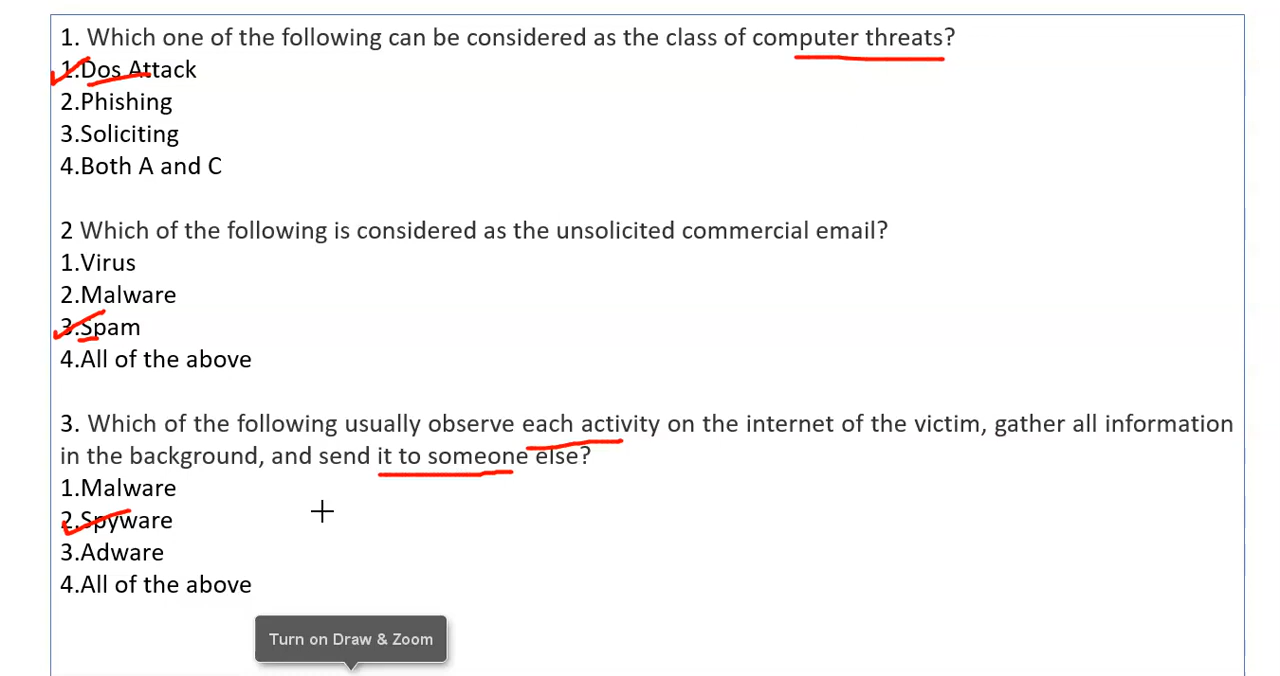 1. Which one of the following can be considered as the class of computer threats?
1.Dos Attack
2.Phishing
3.Soliciting
4.Both A and C
2 Which of the following is considered as the unsolicited commercial email?
1.Virus
2.Malware
3.Spam
4.All of the above
3. Which of the following usually observe each activity on the internet of the victim, gather all information
in the background, and send it to someone else?
1.Malware
2.Spyware
3.Adware
4.All of the above
Turn on Draw & Zoom